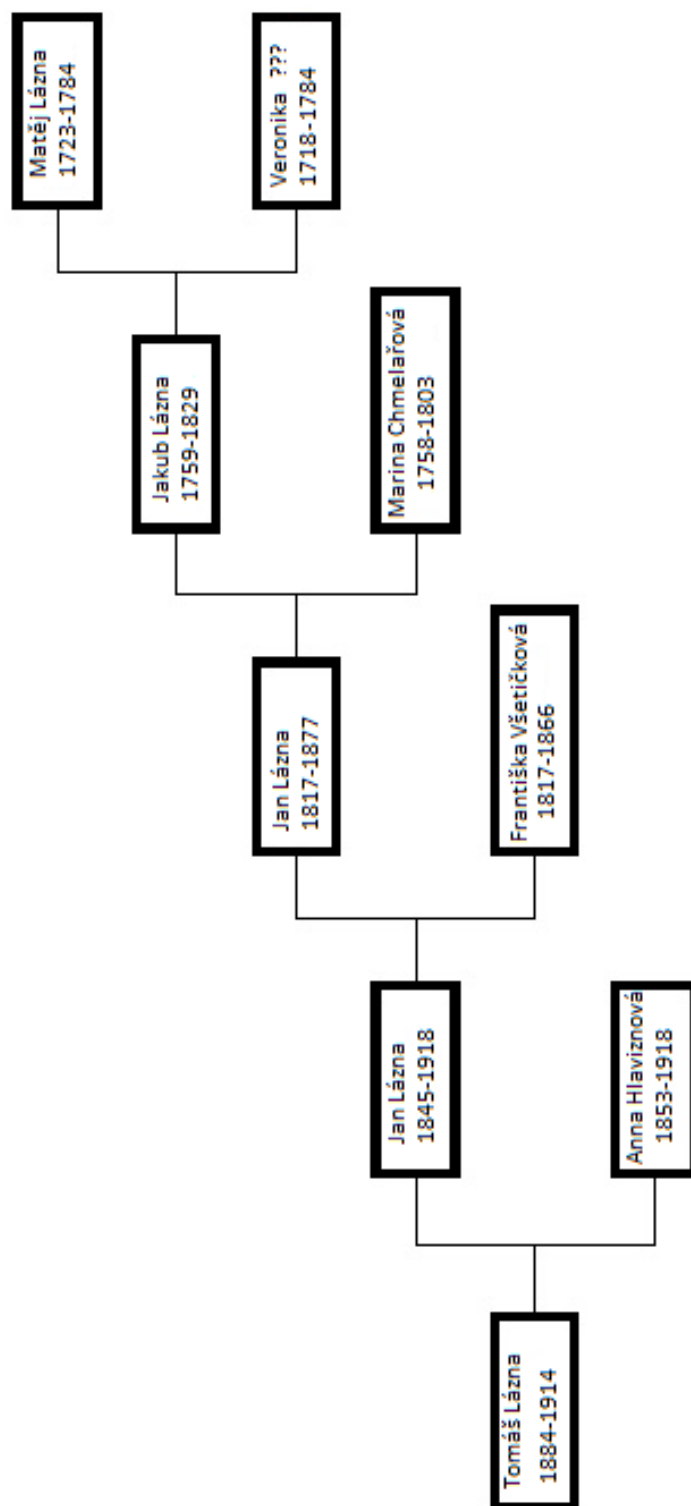 Matěj Lázna
1723-1784
Veronika ???
1718-1784
Jakub Lázna
1759-1829
Marina Chmelařová
1758-1803
Jan Lázna
1817-1877
Františka Všetičková
1817-1866
Jan Lázna
1845-1918
Anna Hlaviznová
1853-1918
Tomáš Lázna
1884-1914